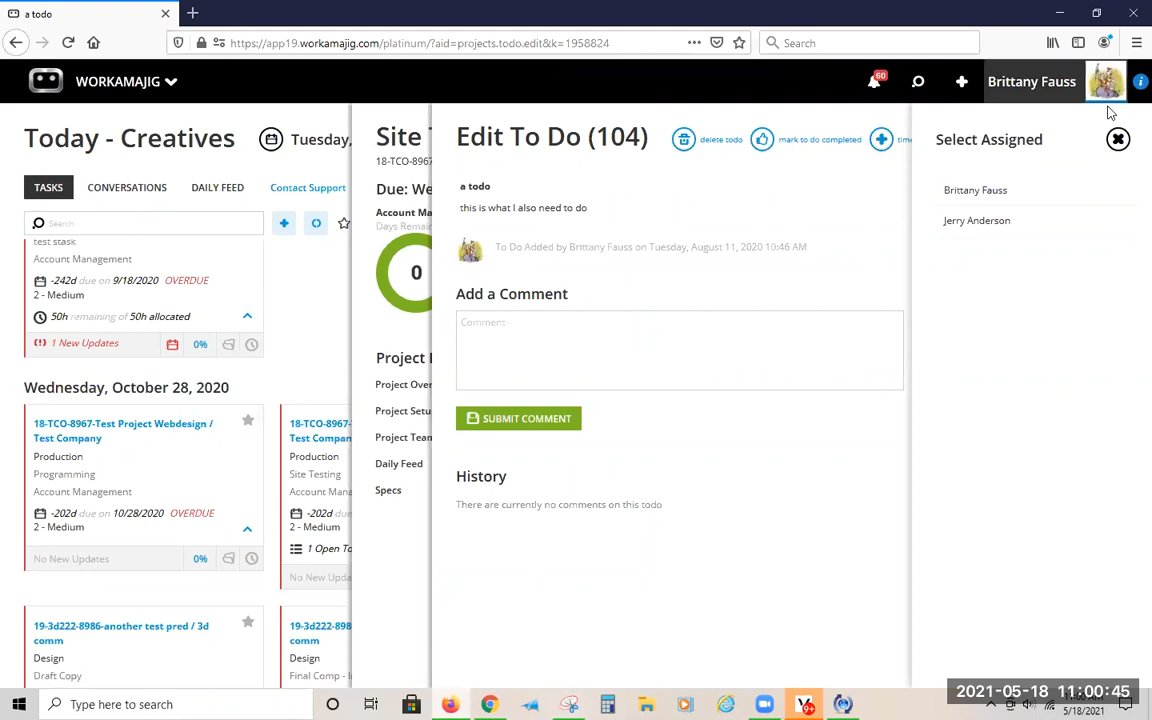 a todo
https://app19.workamajig.com/platinum/?aid=projects.todo.edit&k=1958824
Search
WORKAMAJIG
60
Brittany Fauss
Today - Creatives
Tuesday,
TASKS
CONVERSATIONS
DAILY FEED
Contact Support
Search
test stask
Account Management
-242d due on 9/18/2020 OVERDUE
2 - Medium
50h remaining of 50h allocated
1 New Updates
0%
Wednesday, October 28, 2020
18-TCO-8967-Test Project Webdesign /
Test Company
Production
Programming
Account Management
-202d due on 10/28/2020 OVERDUE
2 - Medium
No New Updates
0%
18-TCO-8967-
Test Compan
Production
Site Testing
Account Mana
-202d due
2 - Medium
1 Open To
No New Upda
19-3d222-8986-another test pred / 3d
comm
Design
Draft Copy
19-3d222-898
comm
Design
Final Comp - In
Site T
18-TCO-8967
Due: We
Account Ma
Days Remain
0
Project
Project Over
Project Setu
Project Team
Daily Feed
Specs
Edit To Do (104)
delete todo
mark to do completed
time
a todo
this is what I also need to do
To Do Added by Brittany Fauss on Tuesday, August 11, 2020 10:46 AM
Add a Comment
Comment
SUBMIT COMMENT
History
There are currently no comments on this todo
Select Assigned
Brittany Fauss
Jerry Anderson
Type here to search
9+
2021-05-18 11:00:45
5/18/2021